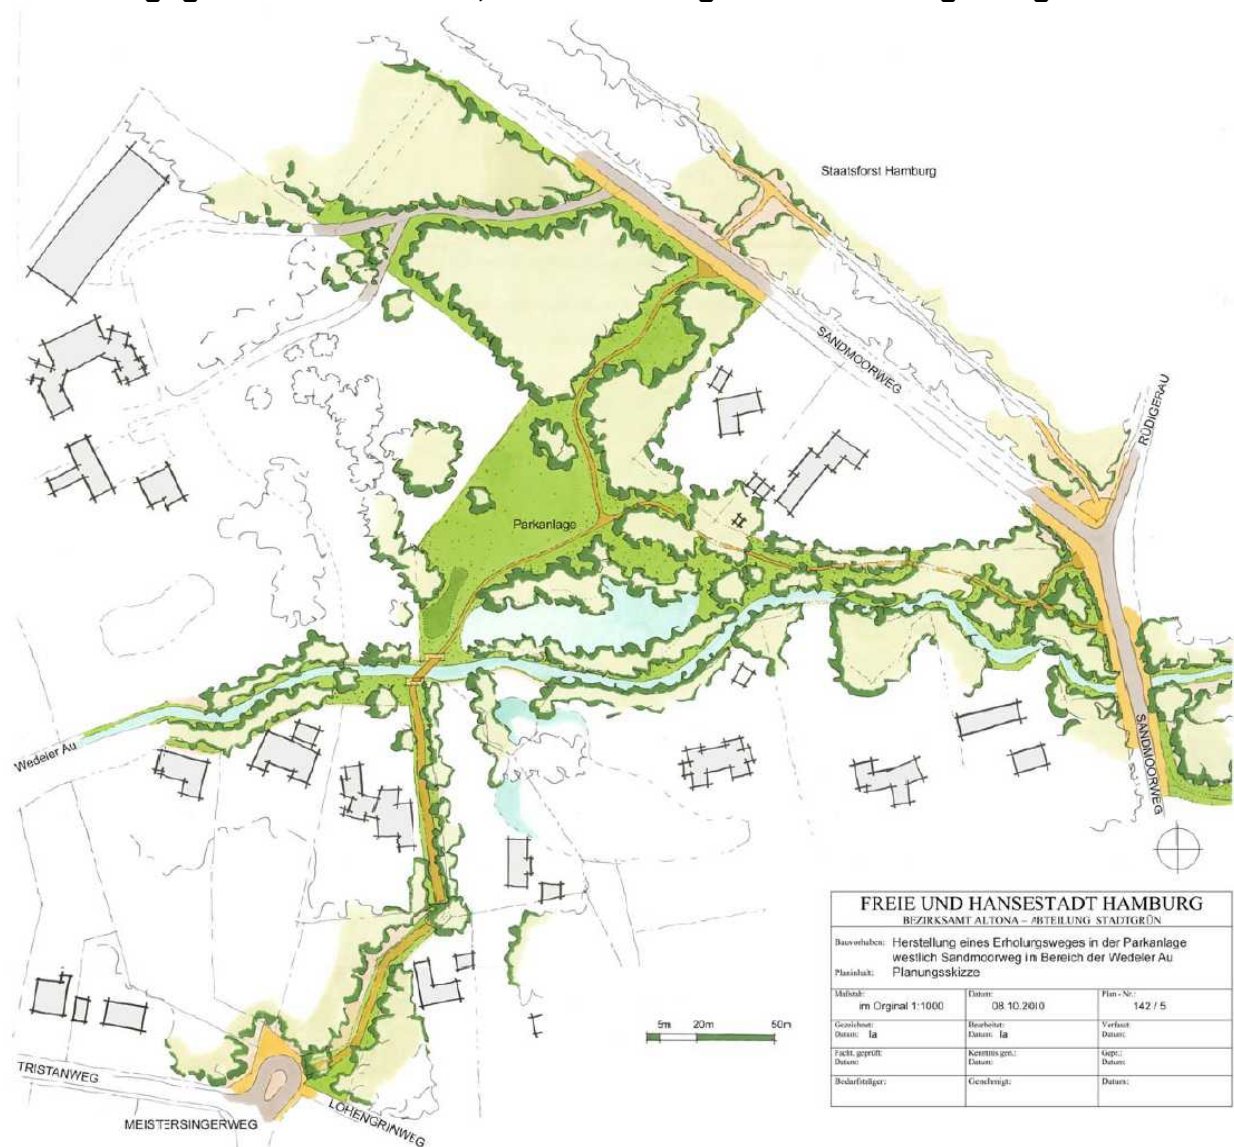 Staatsforst Hamburg
SANDMOORWEG
RÜDIGERAU
Parkanlage
Wedeler Au
SANDMOORWEG
FREIE UND HANSESTADT HAMBURG
BEZIRKSAMT ALTONA – ABTEILUNG STADTGRÜN
Bauvorhaben: Herstellung eines Erholungsweges in der Parkanlage
westlich Sandmoorweg im Bereich der Wedeler Au
Planinhalt: Planungsskizze
Maßstab: im Orginal 1:1000
Datum: 08.10.2010
Plan - Nr.: 142 / 5
Gezeichnet:
Datum: la
Bearbeitet:
Datum: la
Verfasst:
Datum:
Fachl. geprüft:
Datum:
Kenntnis gen.:
Datum:
Gepr.:
Datum:
Bedarfsträger:
Genehmigt:
Datum:
5m 20m 50m
TRISTANWEG
MEISTERSINGERWEG
LOHENGRINWEG